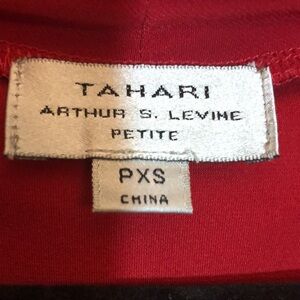 TAHARI
ARTHUR S. LEVINE
PETITE
PXS
CHINA